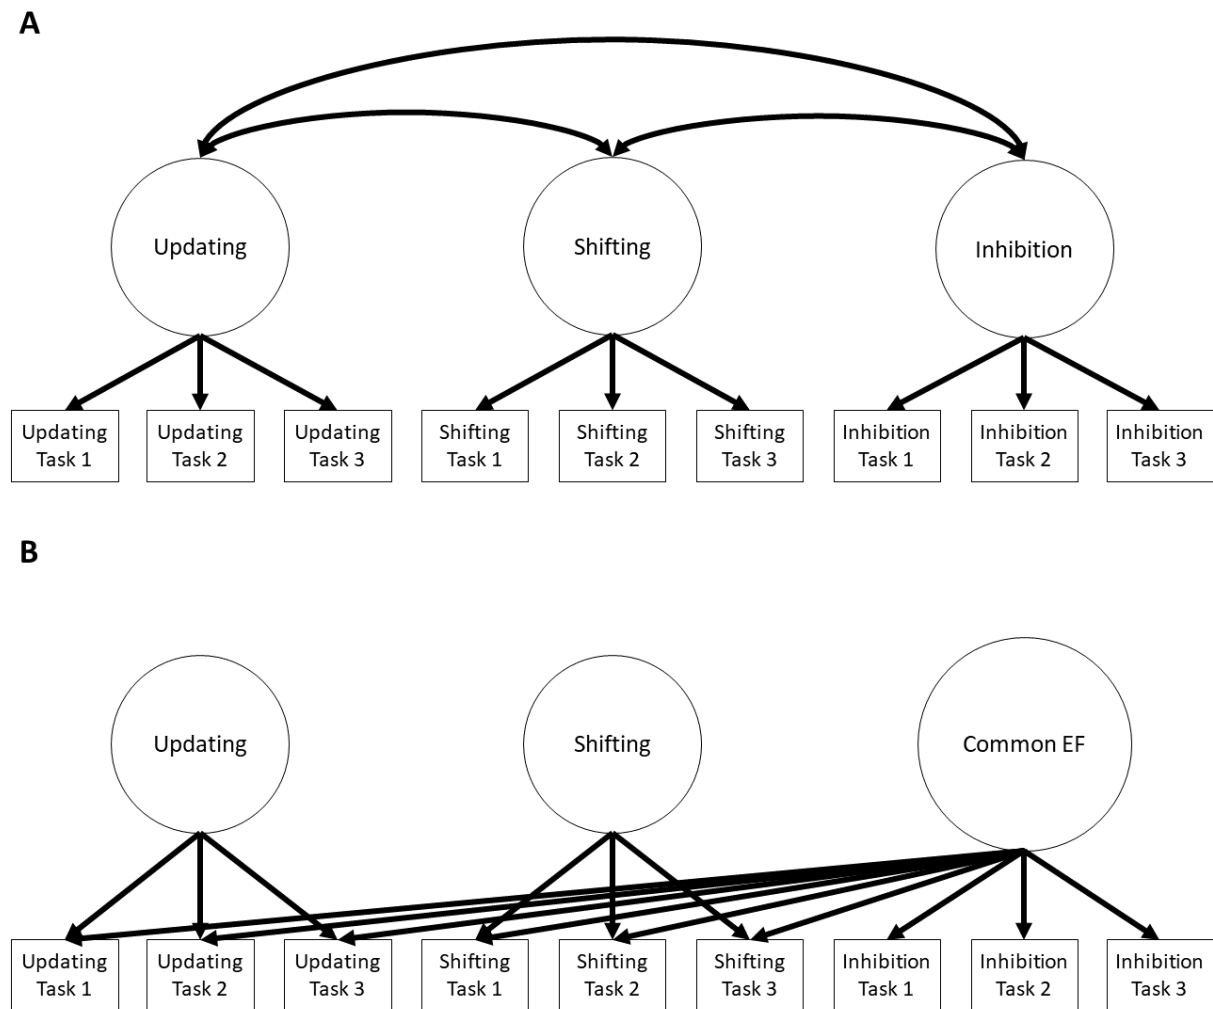 A
Updating
Shifting
Inhibition
Updating
Task 1
Updating
Task 2
Updating
Task 3
Shifting
Task 1
Shifting
Task 2
Shifting
Task 3
Inhibition
Task 1
Inhibition
Task 2
Inhibition
Task 3
B
Updating
Shifting
Common EF
Updating
Task 1
Updating
Task 2
Updating
Task 3
Shifting
Task 1
Shifting
Task 2
Shifting
Task 3
Inhibition
Task 1
Inhibition
Task 2
Inhibition
Task 3